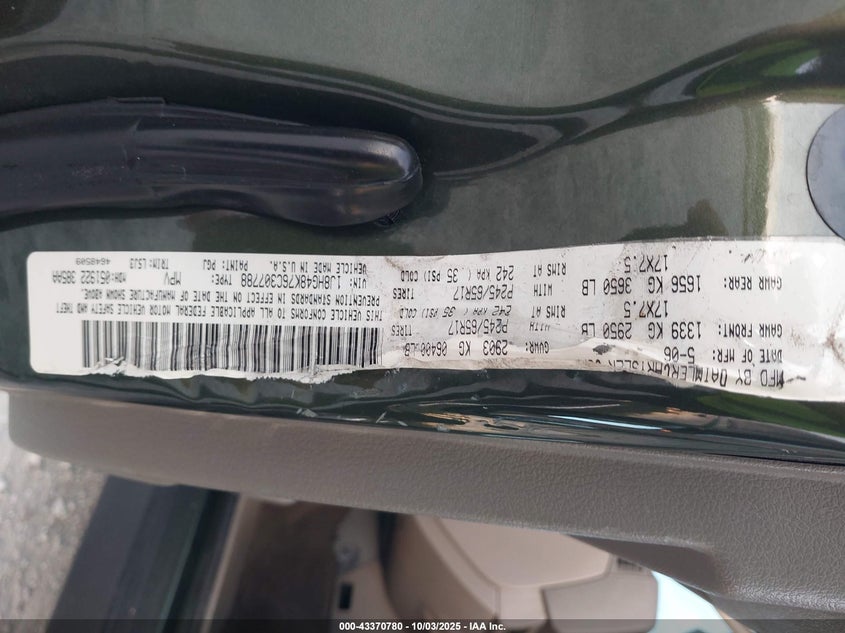 MFD BY DAIMLERCHRYSLER
DATE OF MFR: 5-06 GVWR: 2903 KG 06400 LB
GAWR FRONT: 1339 KG 2950 LB WITH P245/65R17 TIRES
17X7.5 RIMS AT 242 KPA ( 35 PSI) COLD
GAWR REAR: 1656 KG 3650 LB WITH P245/65R17 TIRES
17X7.5 RIMS AT 242 KPA ( 35 PSI) COLD
THIS VEHICLE CONFORMS TO ALL APPLICABLE FEDERAL MOTOR VEHICLE SAFETY AND THEFT
PREVENTION STANDARDS IN EFFECT ON THE DATE OF MANUFACTURE SHOWN ABOVE.
VIN: 1J8HG48K76C307788 TYPE: MPV MDH:051922 385AH
VEHICLE MADE IN U.S.A. PAINT: PGJ TRIM: LSJ3 4648509
000-43370780 - 10/03/2025 - IAA Inc.